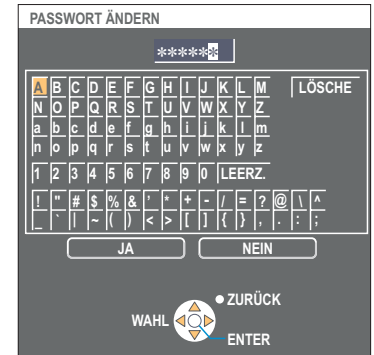 PASSWORT ÄNDERN
******
A B C D E F G H I J K L M LÖSCHE
N O P Q R S T U V W X Y Z
a b c d e f g h i j k l m
n o p q r s t u v w x y z
1 2 3 4 5 6 7 8 9 0 LEERZ.
! " # $ % & ' * + - / = ? @ \ ^
_ ` | ~ ( ) < > [ ] { } , . : ;
JA NEIN
ZURÜCK
WAHL
ENTER